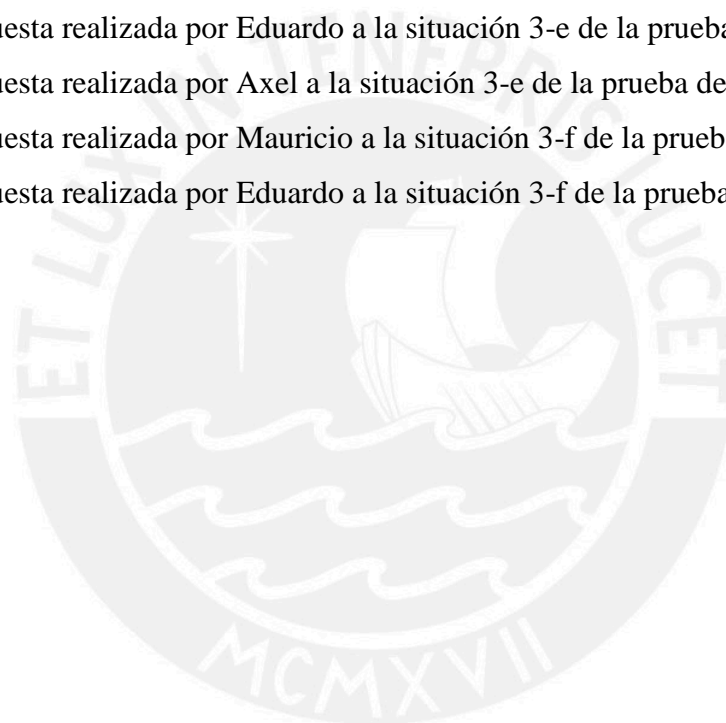 uesta realizada por Eduardo a la situación 3-e de la prueba
uesta realizada por Axel a la situación 3-e de la prueba de
uesta realizada por Mauricio a la situación 3-f de la prueb
uesta realizada por Eduardo a la situación 3-f de la prueba
ET LUX IN TENEBRIS LUCET
MCMXVII